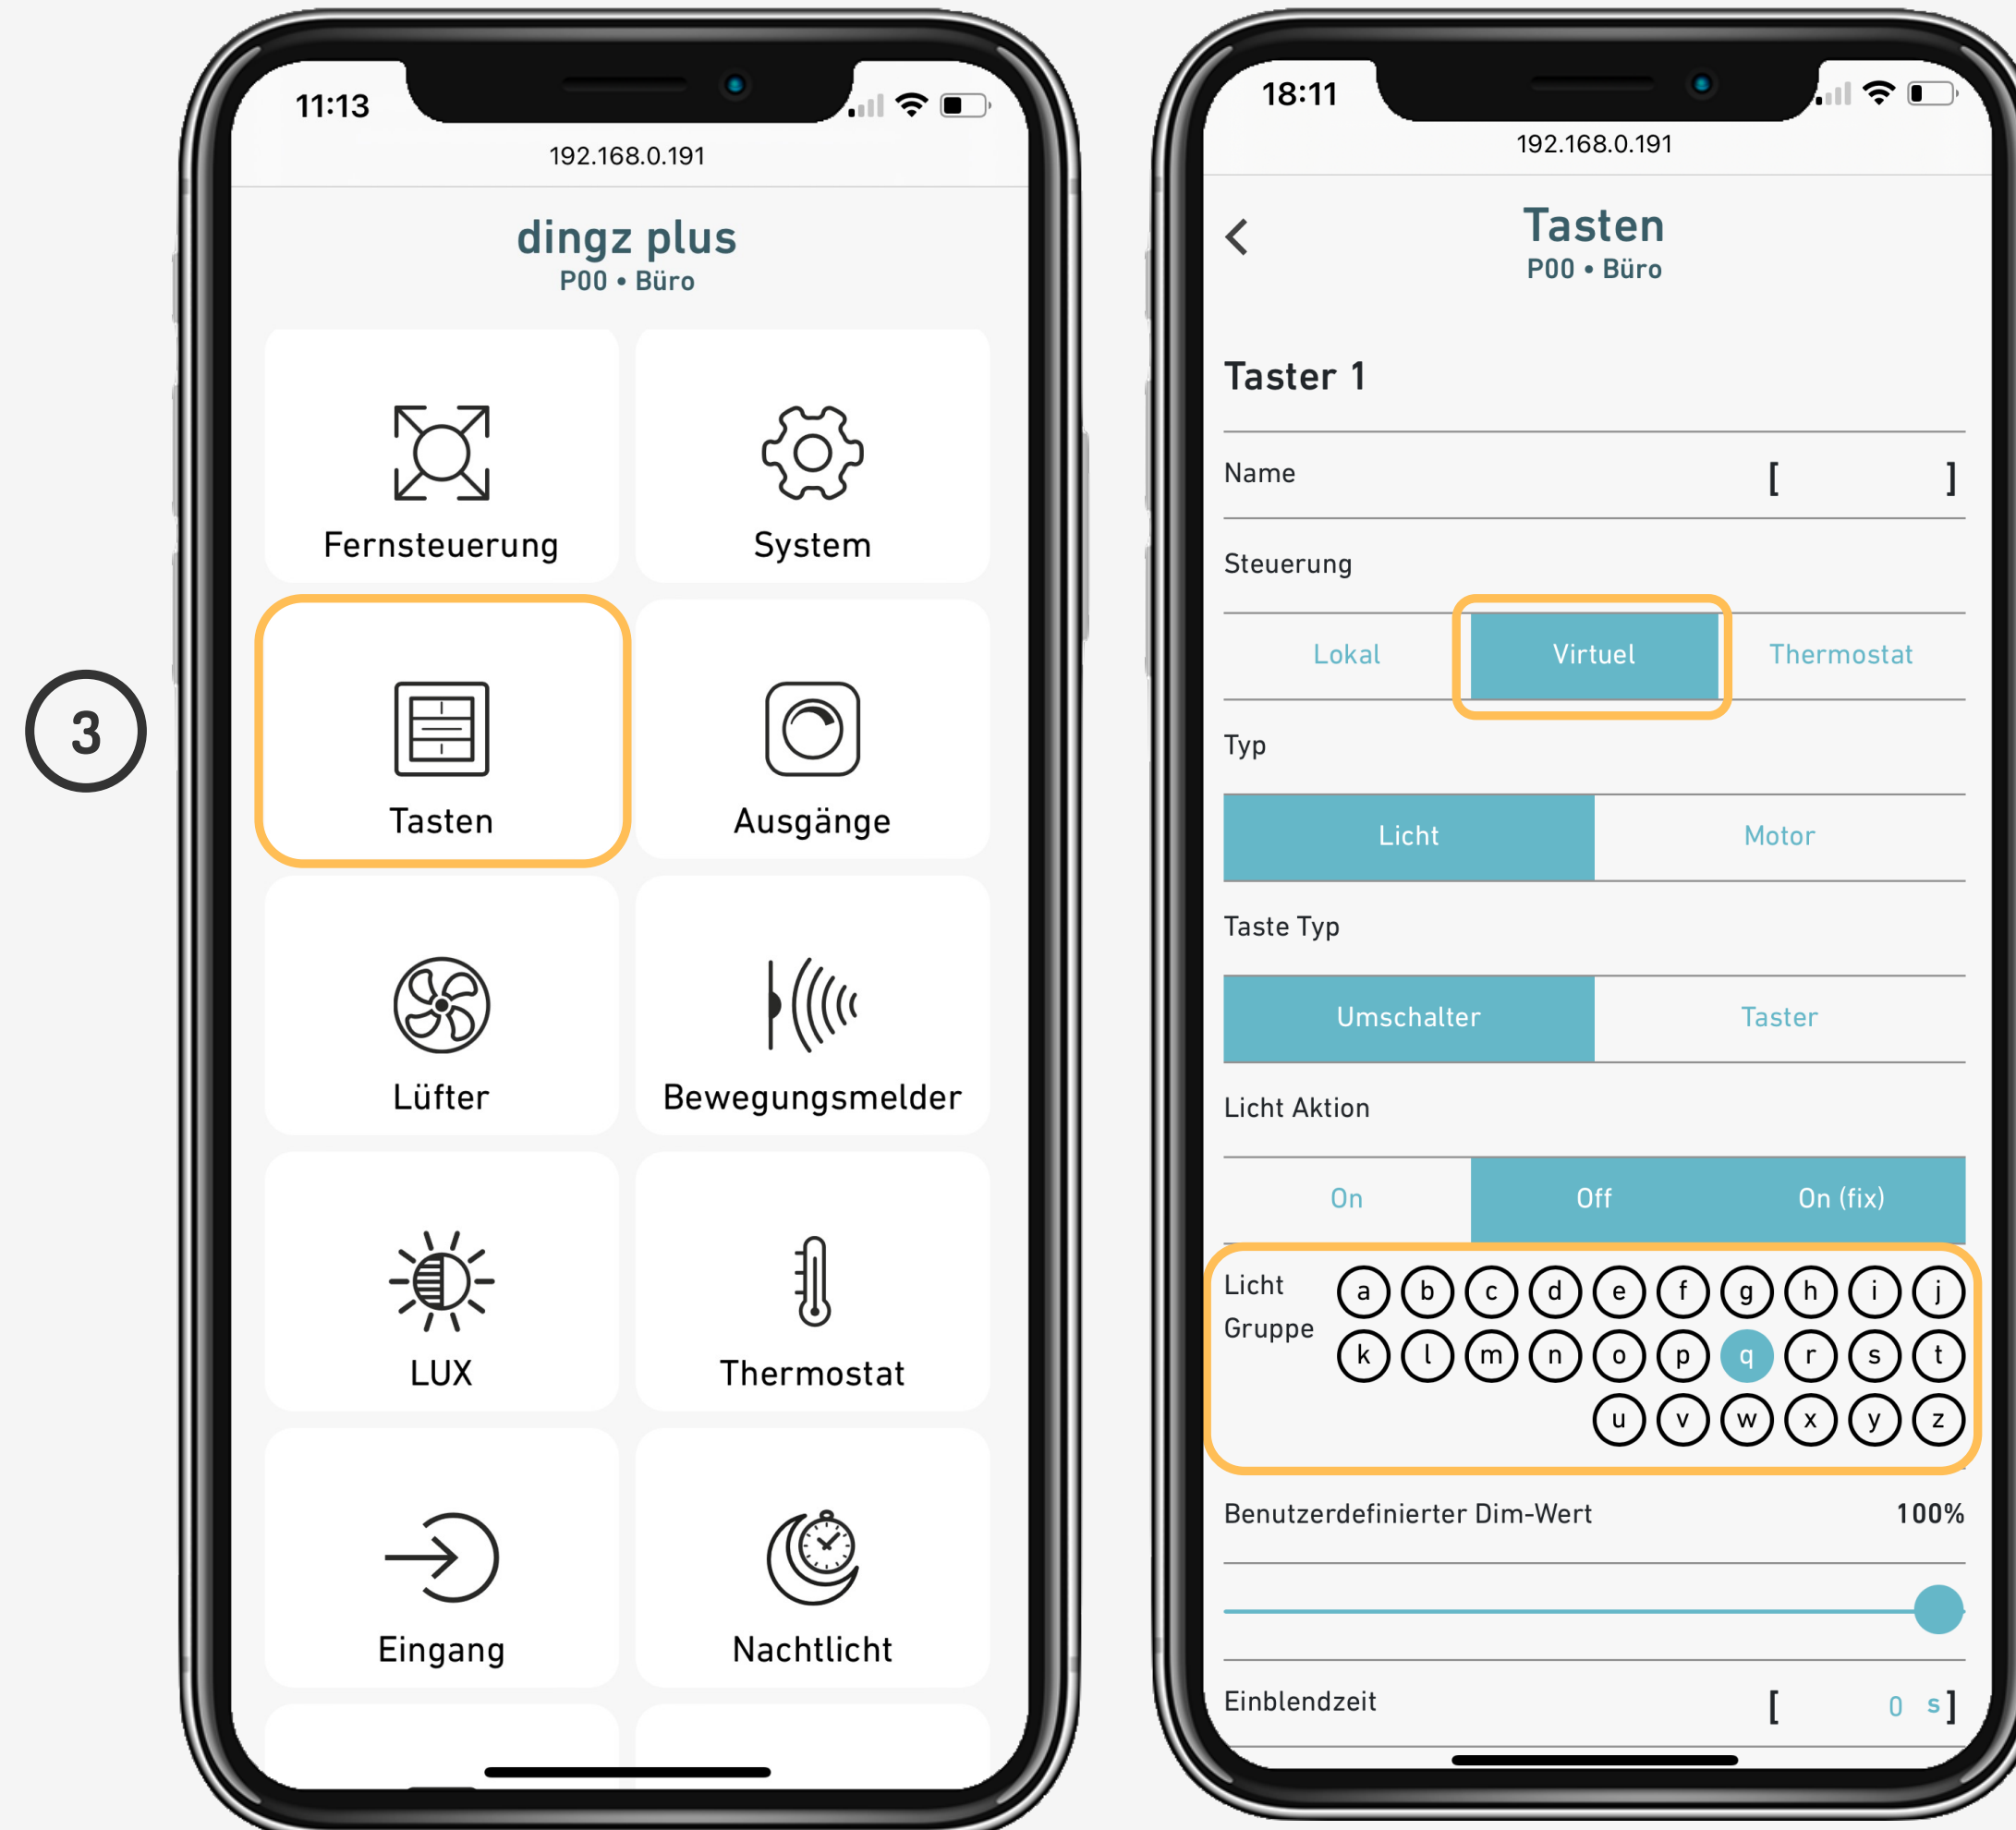 3
11:13
192.168.0.191
dingz plus
P00 • Büro
Fernsteuerung
System
Tasten
Ausgänge
Lüfter
Bewegungsmelder
LUX
Thermostat
Eingang
Nachtlicht
18:11
192.168.0.191
Tasten
P00 • Büro
Taster 1
Name [ ]
Steuerung
Lokal Virtuel Thermostat
Typ
Licht Motor
Taste Typ
Umschalter Taster
Licht Aktion
On Off On (fix)
Licht
Gruppe
a b c d e f g h i j
k l m n o p q r s t
u v w x y z
Benutzerdefinierter Dim-Wert 100%
Einblendzeit [ 0 s ]